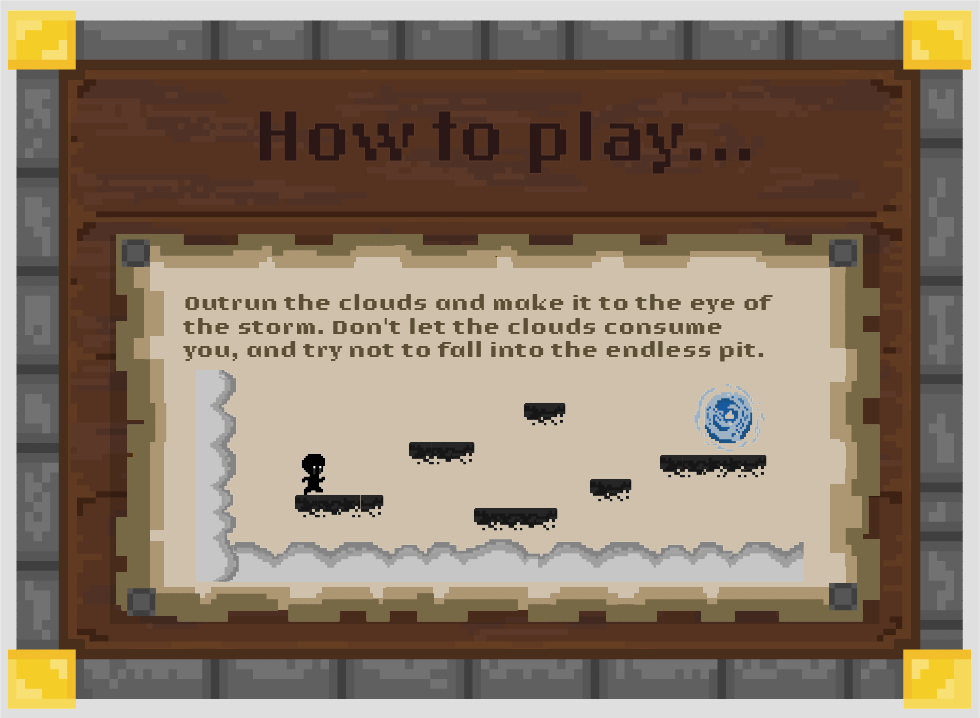 How to play...
Outrun the clouds and make it to the eye of
the storm. Don't let the clouds consume
you, and try not to fall into the endless pit.